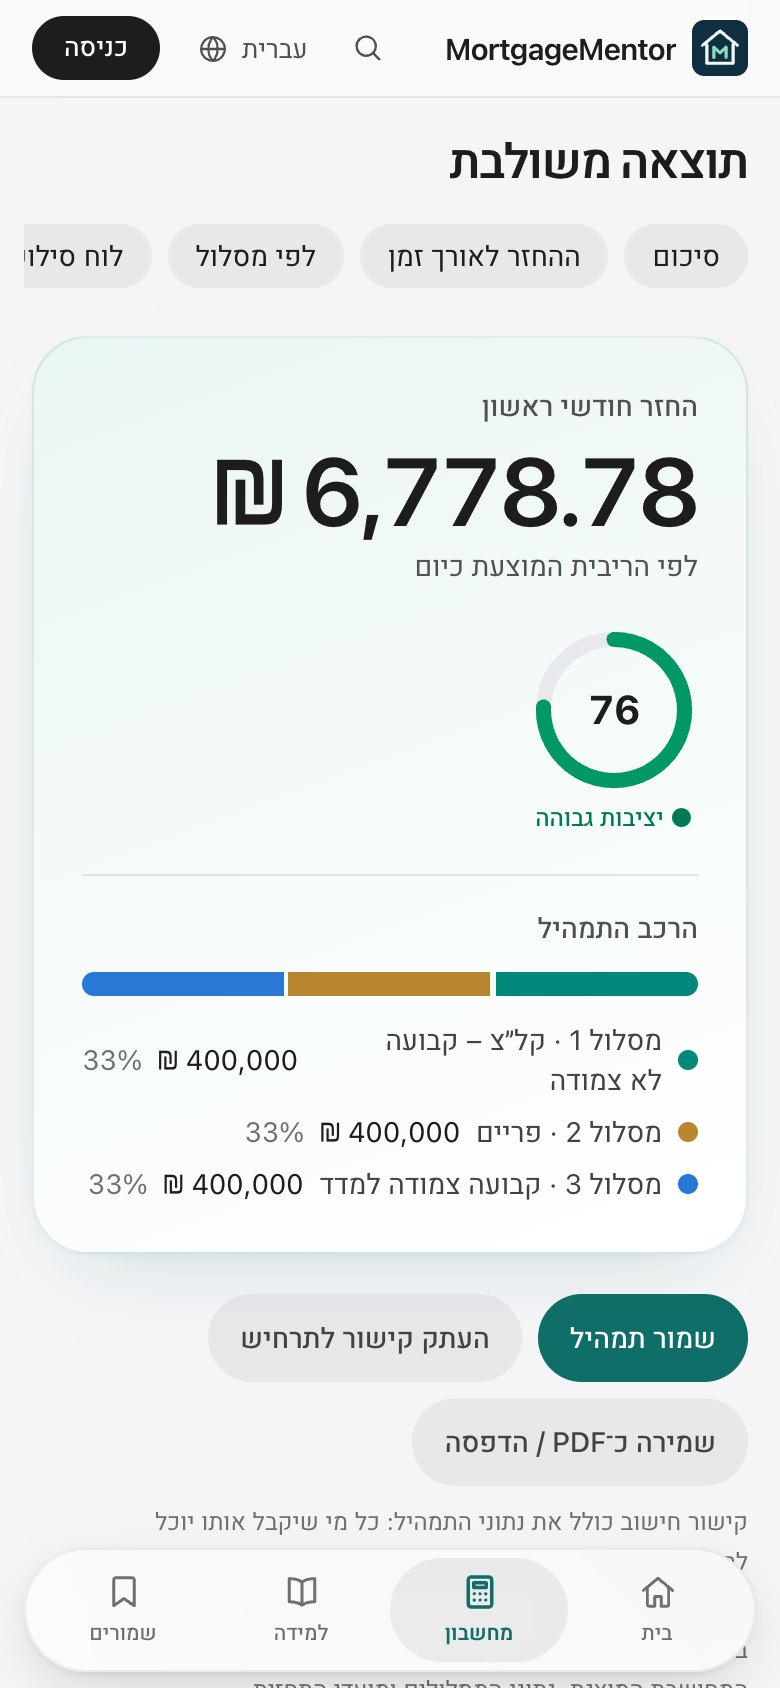 MortgageMentor
עברית
כניסה
תוצאה משולבת
סיכום
ההחזר לאורך זמן
לפי מסלול
לוח סילו
החזר חודשי ראשון
6,778.78 ₪
לפי הריבית המוצעת כיום
76
יציבות גבוהה
הרכב התמהיל
מסלול 1 · קל״צ – קבועה
לא צמודה
400,000 ₪ 33%
מסלול 2 · פריים 400,000 ₪ 33%
מסלול 3 · קבועה צמודה למדד 400,000 ₪ 33%
שמור תמהיל
העתק קישור לתרחיש
שמירה כ־PDF / הדפסה
קישור חישוב כולל את נתוני התמהיל: כל מי שיקבל אותו יוכל
בית
מחשבון
למידה
שמורים